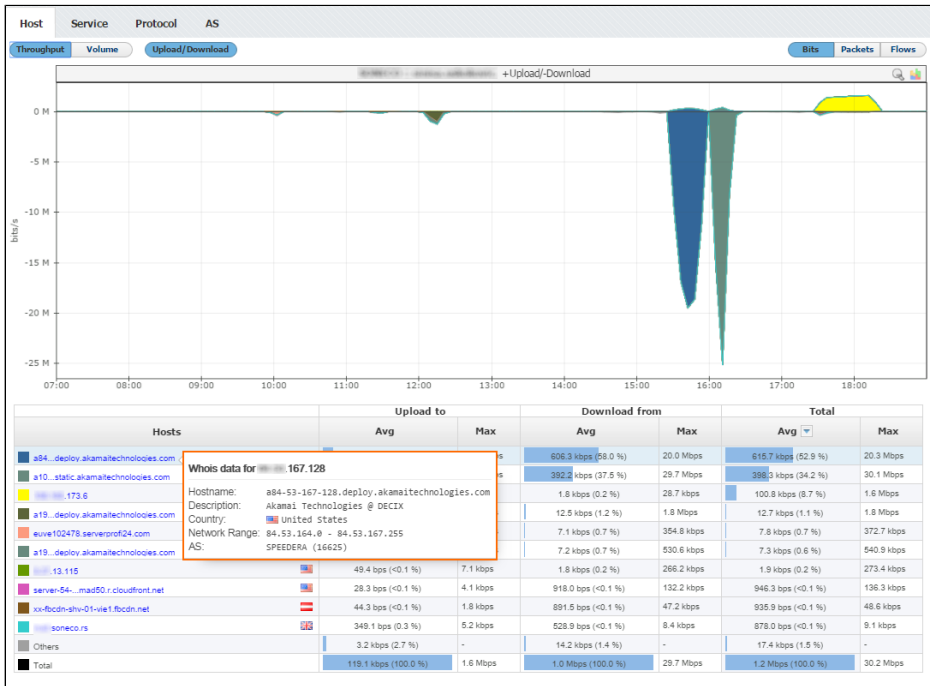 Host Service Protocol AS
Throughput Volume Upload/Download Bits Packets Flows
+Upload/-Download
0 M
-5 M
-10 M
-15 M
-20 M
-25 M
bits/s
07:00 08:00 09:00 10:00 11:00 12:00 13:00 14:00 15:00 16:00 17:00 18:00
Upload to Download from Total
Hosts Avg Max Avg Max Avg Max
a84...deploy.akamaitechnologies.com 606.3 kbps (58.0 %) 20.0 Mbps 615.7 kbps (52.9 %) 20.3 Mbps
a10...static.akamaitechnologies.com 392.2 kbps (37.5 %) 29.7 Mbps 398.3 kbps (34.2 %) 30.1 Mbps
.173.6 1.8 kbps (0.2 %) 28.7 kbps 100.8 kbps (8.7 %) 1.6 Mbps
a19...deploy.akamaitechnologies.com 12.5 kbps (1.2 %) 1.8 Mbps 12.7 kbps (1.1 %) 1.8 Mbps
euve102478.serverprofi24.com 7.1 kbps (0.7 %) 354.8 kbps 7.8 kbps (0.7 %) 372.7 kbps
a19...deploy.akamaitechnologies.com 7.2 kbps (0.7 %) 530.6 kbps 7.3 kbps (0.6 %) 540.9 kbps
Whois data for .167.128
Hostname: a84-53-167-128.deploy.akamaitechnologies.com
Description: Akamai Technologies @ DECIX
Country: United States
Network Range: 84.53.164.0 - 84.53.167.255
AS: SPEEDERA (16625)
.13.115 49.4 bps (<0.1 %) 7.1 kbps 1.8 kbps (0.2 %) 266.2 kbps 1.9 kbps (0.2 %) 273.4 kbps
server-54-...mad50.r.cloudfront.net 28.3 bps (<0.1 %) 4.1 kbps 918.0 bps (<0.1 %) 132.2 kbps 946.3 bps (<0.1 %) 136.3 kbps
xx-fbcdn-shv-01-vie1.fbcdn.net 44.3 bps (<0.1 %) 1.8 kbps 891.5 bps (<0.1 %) 47.2 kbps 935.9 bps (<0.1 %) 48.6 kbps
soneco.rs 349.1 bps (0.3 %) 5.2 kbps 528.9 bps (<0.1 %) 8.4 kbps 878.0 bps (<0.1 %) 9.1 kbps
Others 3.2 kbps (2.7 %) - 14.2 kbps (1.4 %) - 17.4 kbps (1.5 %) -
Total 119.1 kbps (100.0 %) 1.6 Mbps 1.0 Mbps (100.0 %) 29.7 Mbps 1.2 Mbps (100.0 %) 30.2 Mbps